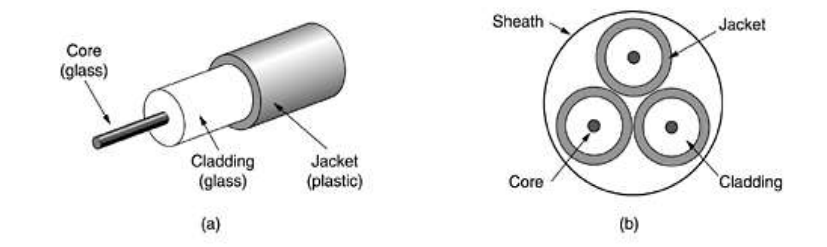 Core
(glass)
Cladding
(glass)
Jacket
(plastic)
(a)
Sheath
Jacket
Core
Cladding
(b)